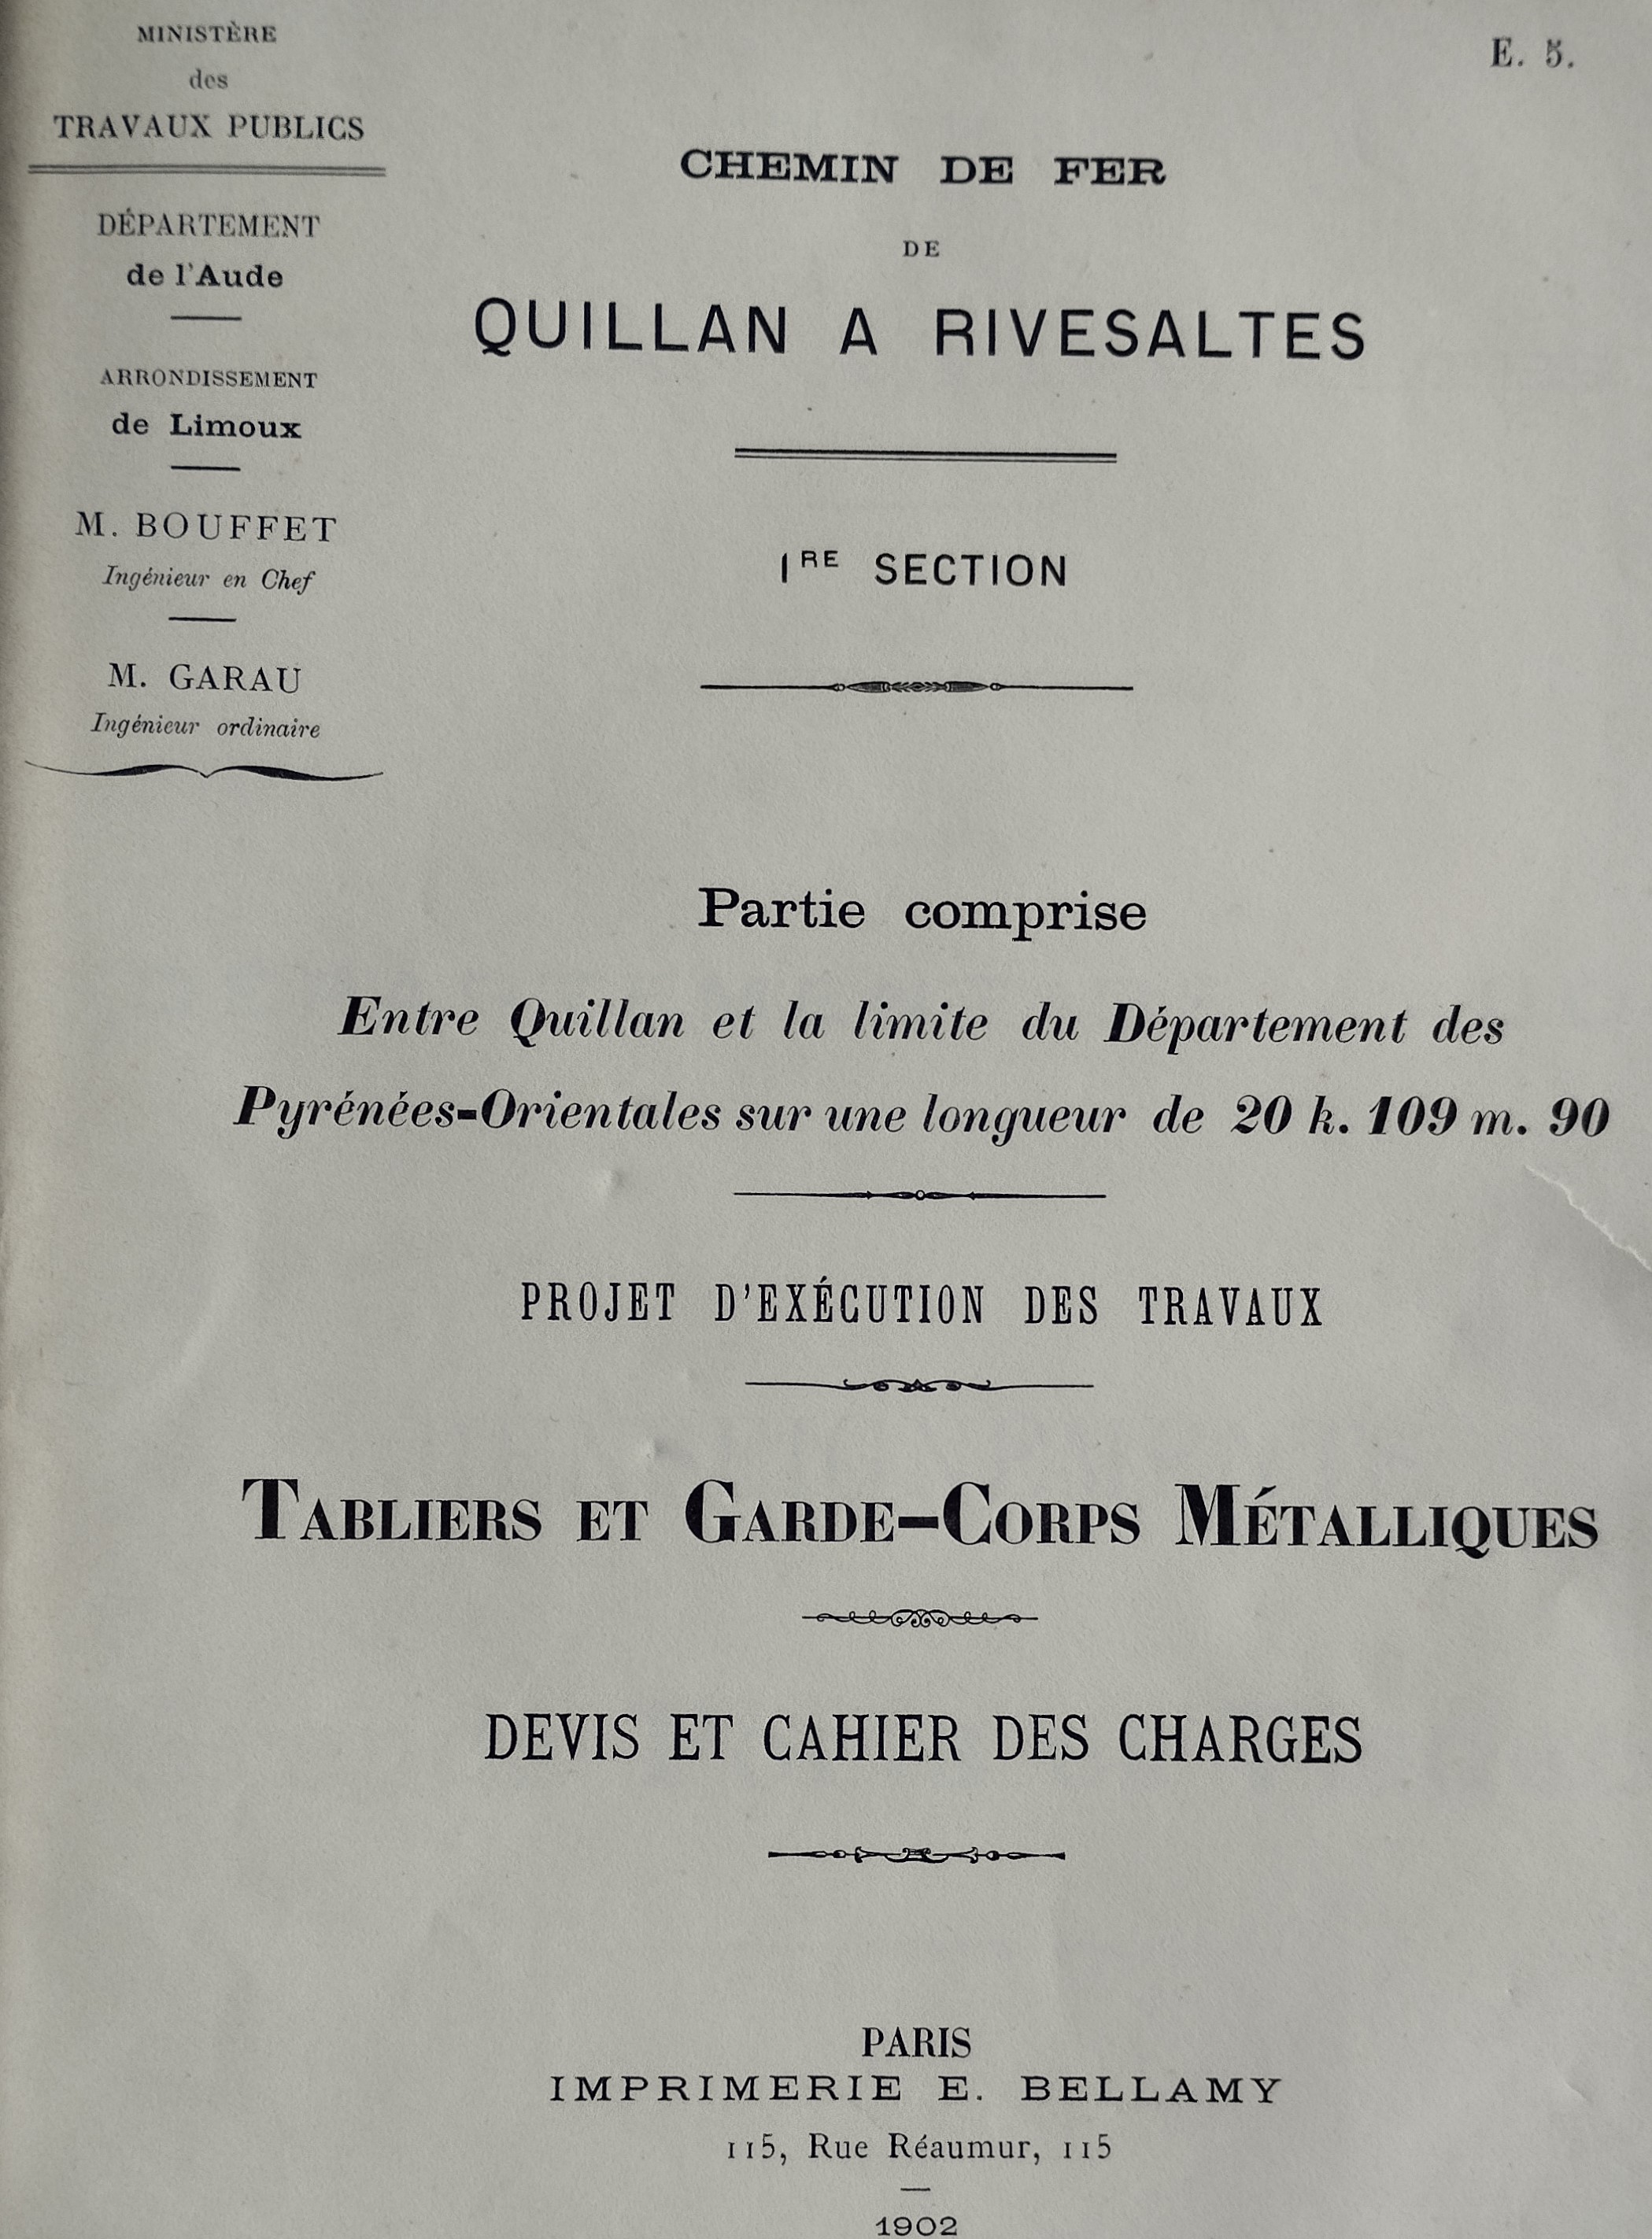 MINISTÈRE
des
TRAVAUX PUBLICS
DÉPARTEMENT
de l'Aude
ARRONDISSEMENT
de Limoux
M. BOUFFET
Ingénieur en Chef
M. GARAU
Ingénieur ordinaire
E. 5.
CHEMIN DE FER
DE
QUILLAN A RIVESALTES
1RE SECTION
Partie comprise
Entre Quillan et la limite du Département des
Pyrénées-Orientales sur une longueur de 20 k. 109 m. 90
PROJET D'EXÉCUTION DES TRAVAUX
TABLIERS ET GARDE-CORPS MÉTALLIQUES
DEVIS ET CAHIER DES CHARGES
PARIS
IMPRIMERIE E. BELLAMY
115, Rue Réaumur, 115
1902